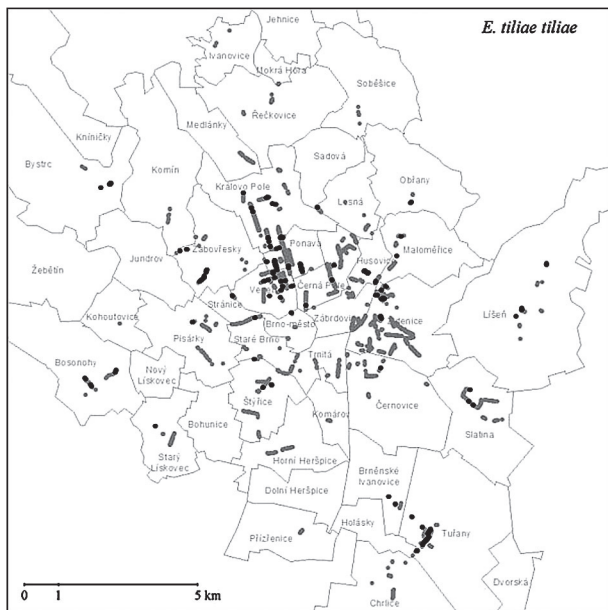 Jehnice
E. tiliae tiliae
Ivanovice
Mokrá Hora
Soběšice
Řečkovice
Medlánky
Kníničky
Bystrc
Komín
Sadová
Obřany
Královo Pole
Lesná
Ponava
Maloměřice
Jundrov
Žabovřesky
Husovice
Žebětín
Černá Pole
Líšeň
Stránice
Kohoutovice
Brno-město
Zábrdovice
Židenice
Pisárky
Staré Brno
Trnitá
Bosonohy
Nový
Lískovec
Štýřice
Černovice
Bohunice
Komárov
Slatina
Starý
Lískovec
Horní Heršpice
Brněnské
Ivanovice
Dolní Heršpice
Holásky
Tuřany
Přízřenice
Dvorská
Chrlice
0 1 5 km